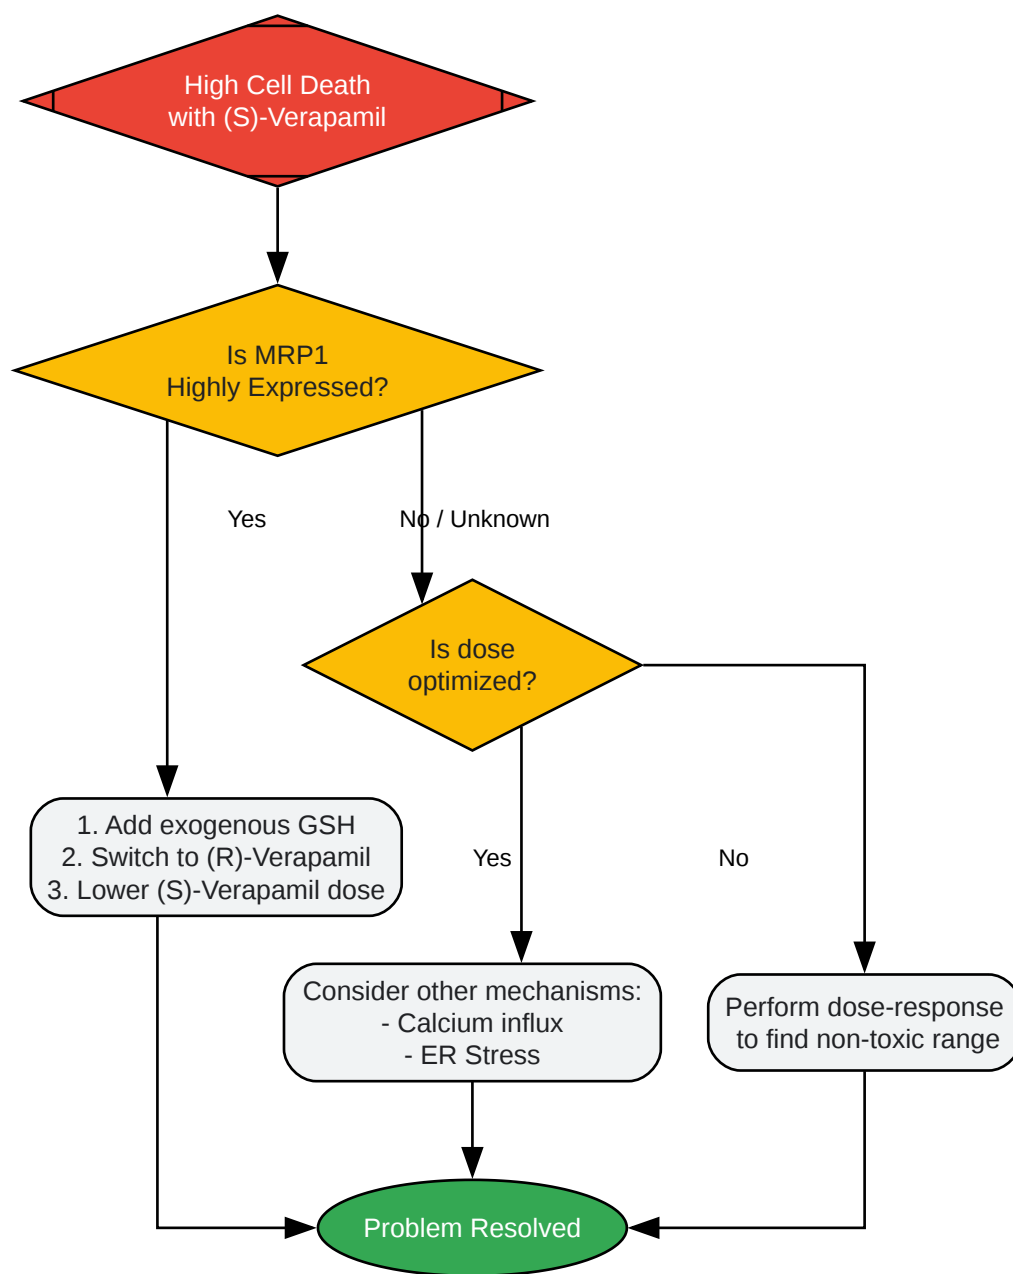 High Cell Death
with (S)-Verapamil
Is MRP1
Highly Expressed?
Yes
No / Unknown
Is dose
optimized?
1. Add exogenous GSH
2. Switch to (R)-Verapamil
3. Lower (S)-Verapamil dose
Yes
No
Consider other mechanisms:
- Calcium influx
- ER Stress
Perform dose-response
to find non-toxic range
Problem Resolved